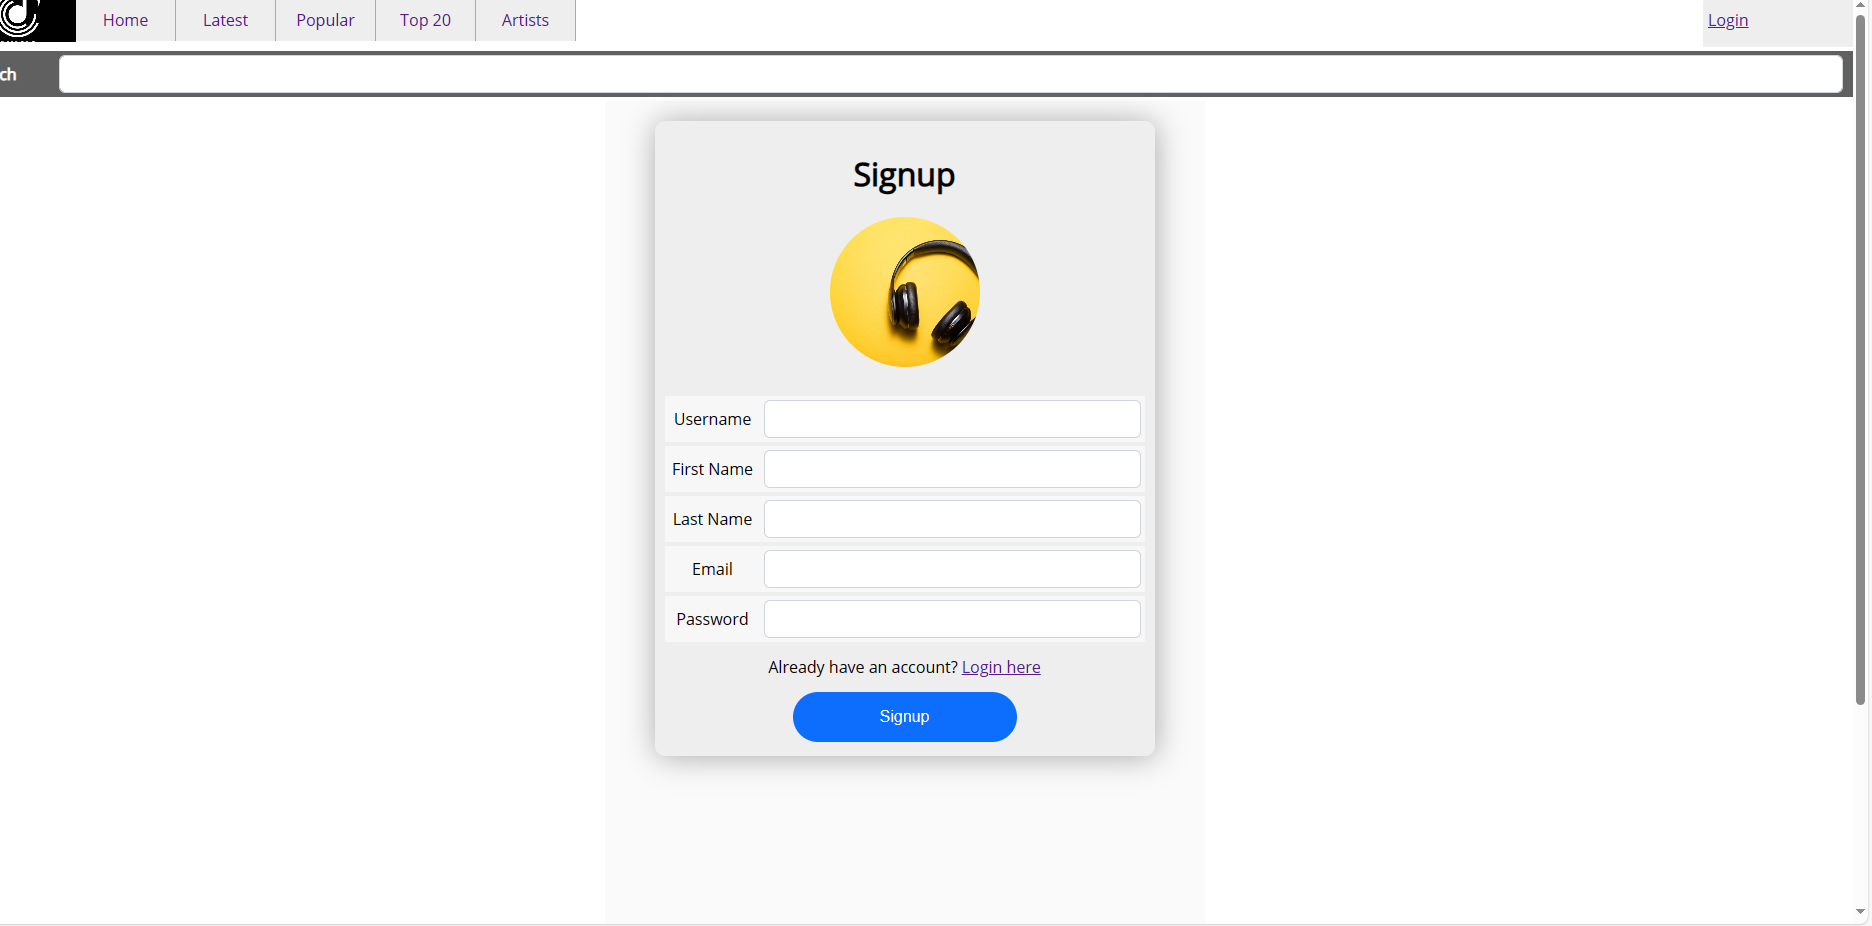 Home Latest Popular Top 20 Artists Login
ch
Signup
Username
First Name
Last Name
Email
Password
Already have an account? Login here
Signup